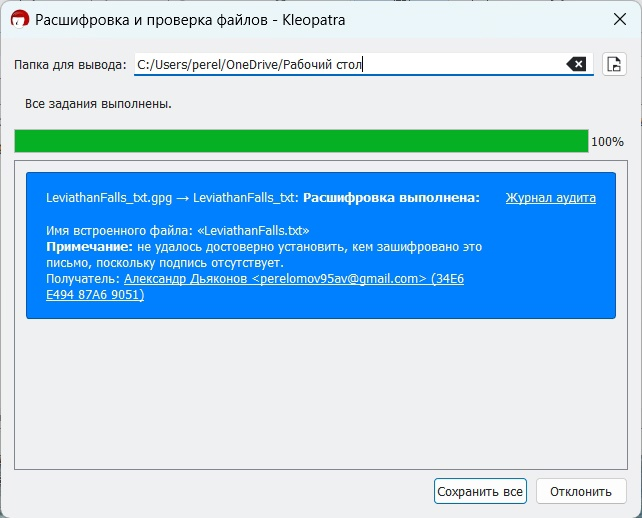 Расшифровка и проверка файлов - Kleopatra
Папка для вывода: C:/Users/perel/OneDrive/Рабочий стол
Все задания выполнены.
100%
LeviathanFalls_txt.gpg → LeviathanFalls_txt: Расшифровка выполнена: Журнал аудита
Имя встроенного файла: «LeviathanFalls.txt»
Примечание: не удалось достоверно установить, кем зашифровано это
письмо, поскольку подпись отсутствует.
Получатель: Александр Дьяконов <perelomov95av@gmail.com> (34E6
E494 87A6 9051)
Сохранить все Отклонить